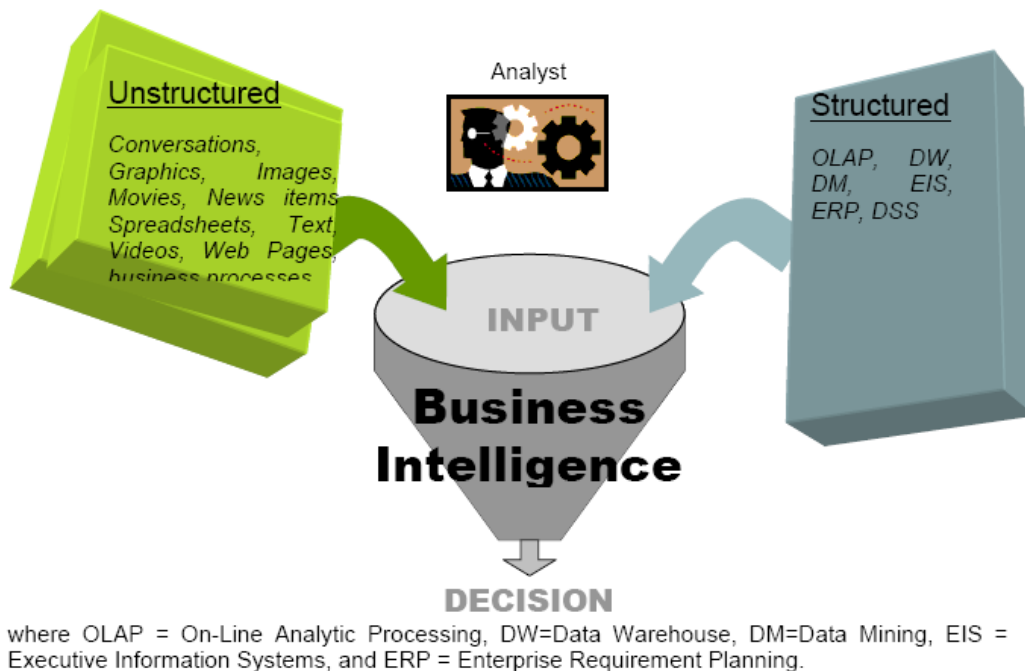 Analyst
Unstructured
Conversations,
Graphics, Images,
Movies, News items
Spreadsheets, Text,
Videos, Web Pages,
business processes
Structured
OLAP, DW,
DM, EIS,
ERP, DSS
INPUT
Business
Intelligence
DECISION
where OLAP = On-Line Analytic Processing, DW=Data Warehouse, DM=Data Mining, EIS =
Executive Information Systems, and ERP = Enterprise Requirement Planning.